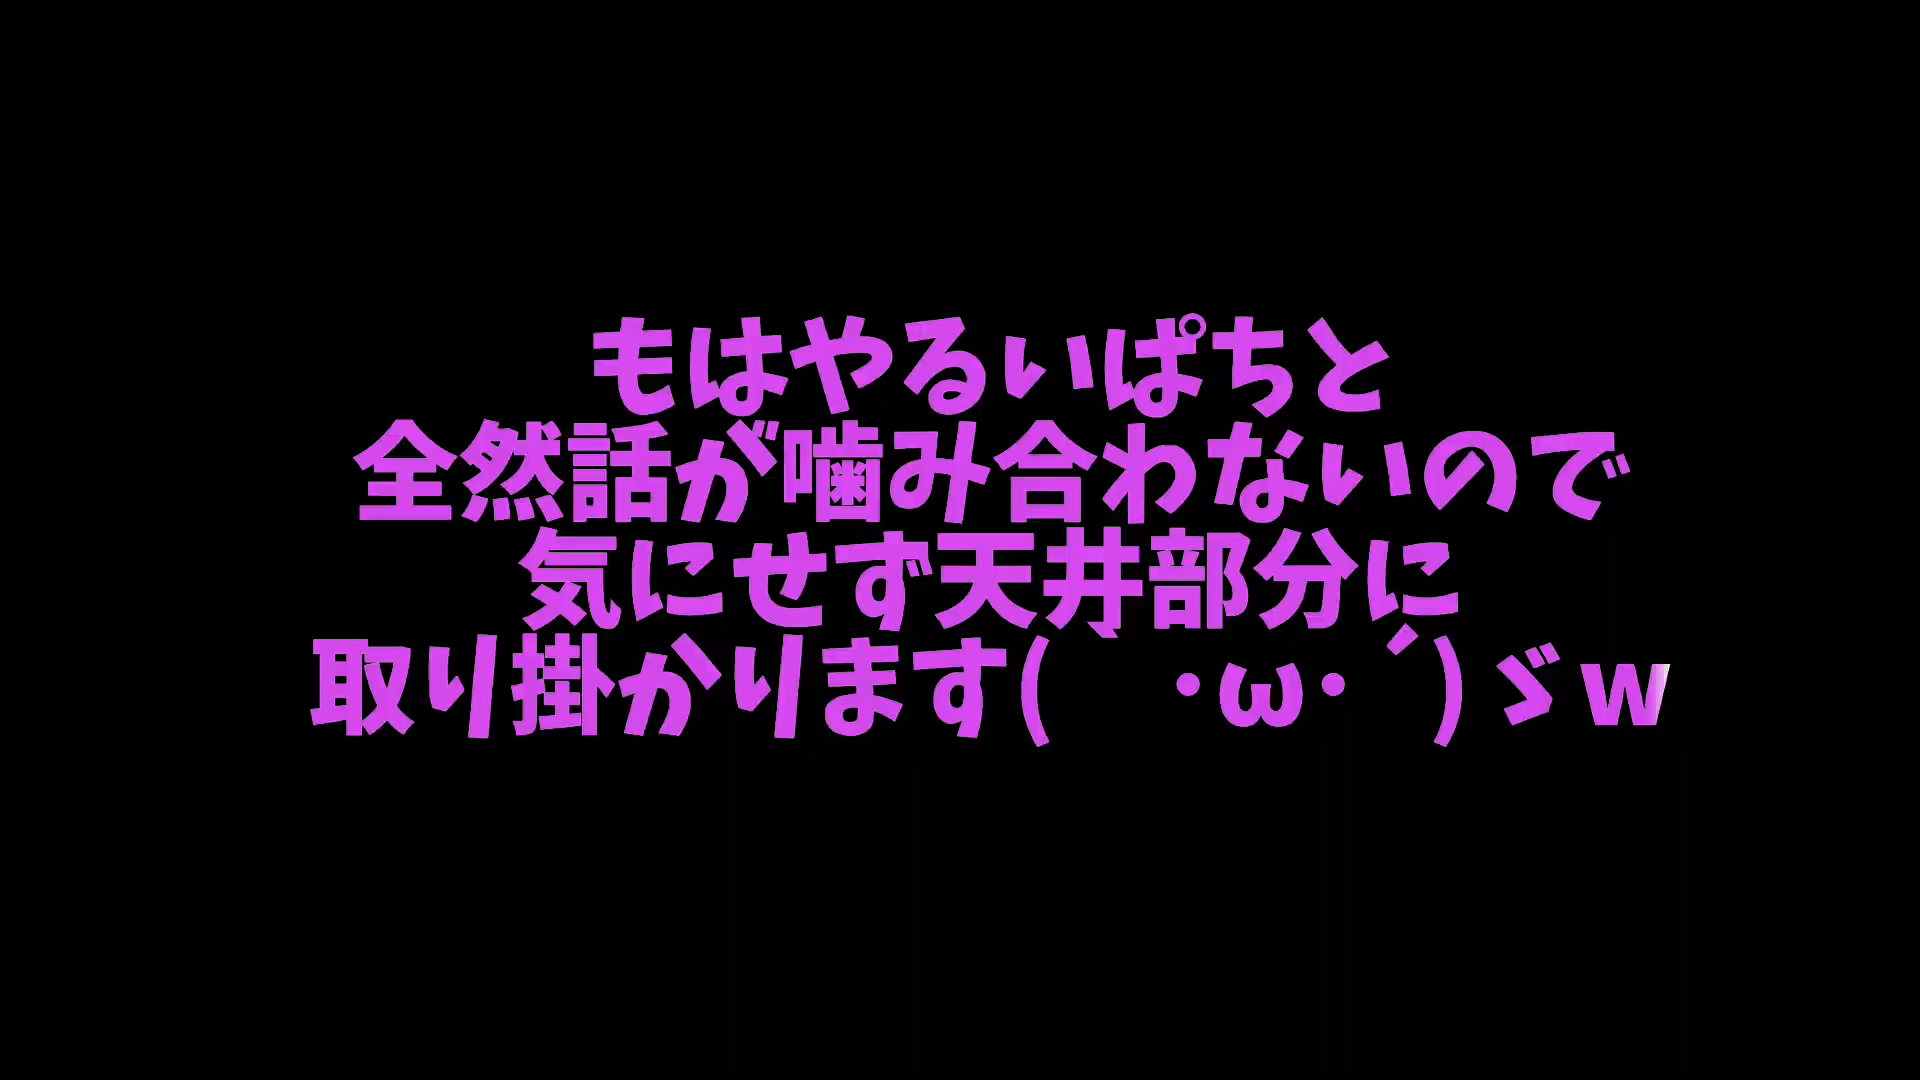 もはやるいぱちと
全然話が噛み合わないので
気にせず天井部分に
取り掛かります(　･ω･´)ゞw